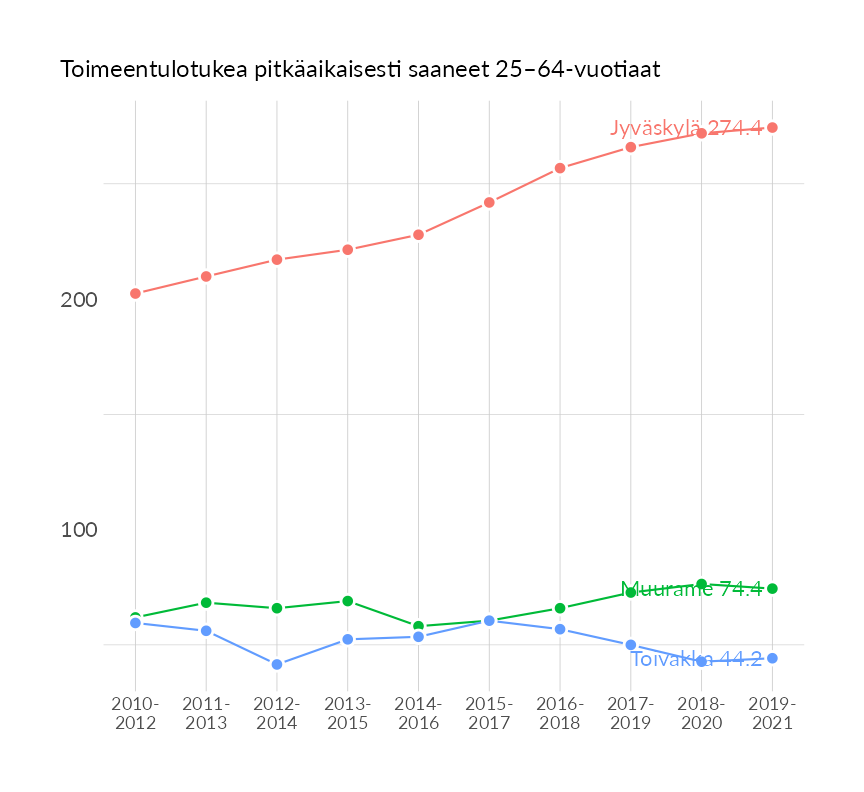 Toimeentulotukea pitkäaikaisesti saaneet 25–64-vuotiaat
Jyväskylä 274.4
200
100
Muurame 74.4
Toivakka 44.2
2010- 2011- 2012- 2013- 2014- 2015- 2016- 2017- 2018- 2019-
2012 2013 2014 2015 2016 2017 2018 2019 2020 2021